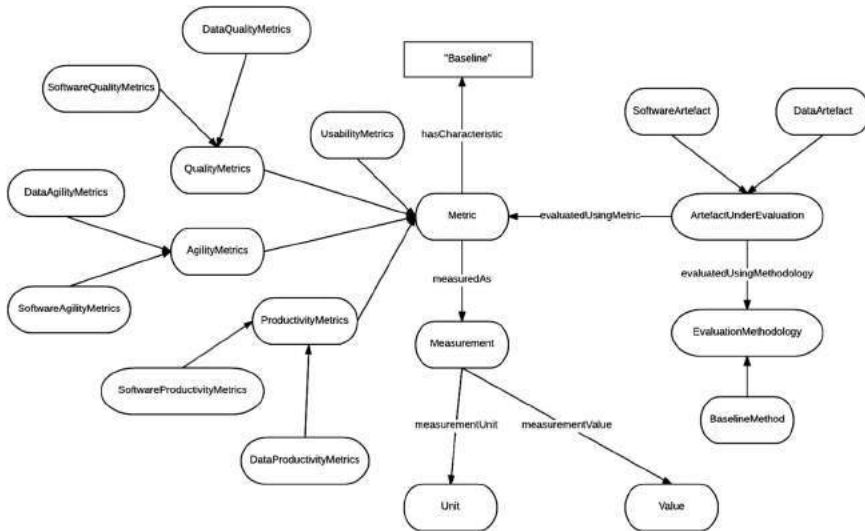 DataQualityMetrics
"Baseline"
SoftwareQualityMetrics
SoftwareArtefact
DataArtefact
UsabilityMetrics
hasCharacteristic
QualityMetrics
DataAgilityMetrics
Metric
evaluatedUsingMetric
ArtefactUnderEvaluation
AgilityMetrics
evaluatedUsingMethodology
measuredAs
SoftwareAgilityMetrics
ProductivityMetrics
EvaluationMethodology
Measurement
SoftwareProductivityMetrics
BaselineMethod
measurementUnit
measurementValue
DataProductivityMetrics
Unit
Value